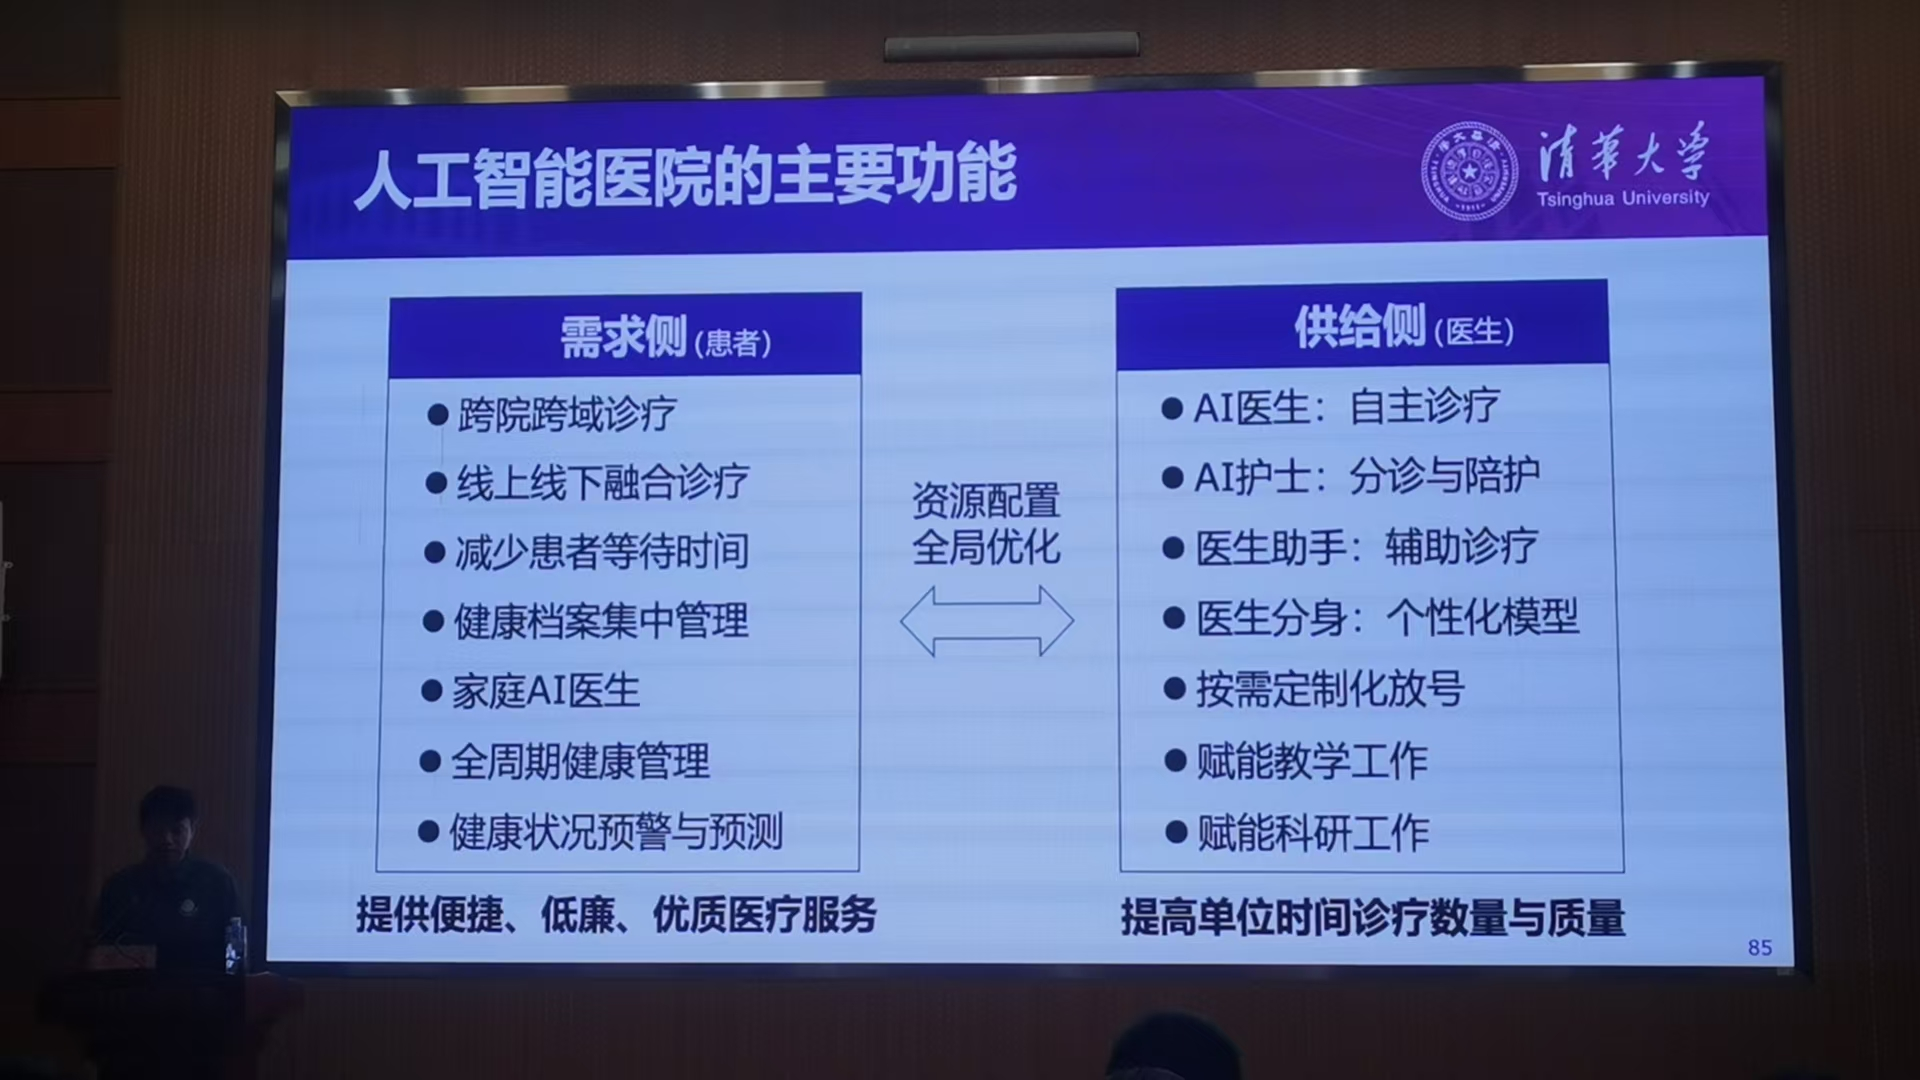 人工智能医院的主要功能
清华大学
Tsinghua University
需求侧(患者)
● 跨院跨域诊疗
● 线上线下融合诊疗
● 减少患者等待时间
● 健康档案集中管理
● 家庭AI医生
● 全周期健康管理
● 健康状况预警与预测
提供便捷、低廉、优质医疗服务
资源配置
全局优化
供给侧(医生)
● AI医生：自主诊疗
● AI护士：分诊与陪护
● 医生助手：辅助诊疗
● 医生分身：个性化模型
● 按需定制化放号
● 赋能教学工作
● 赋能科研工作
提高单位时间诊疗数量与质量
85